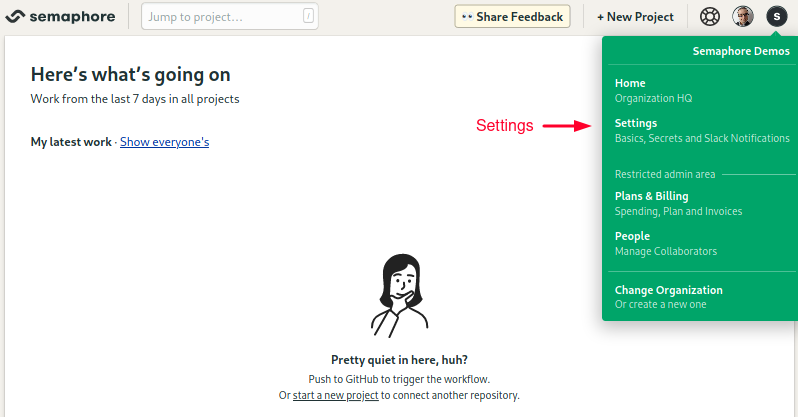 semaphore
Jump to project...
/
👀 Share Feedback
+ New Project
S
Semaphore Demos
Here's what's going on
Work from the last 7 days in all projects
My latest work · Show everyone's
Settings
Home
Organization HQ
Settings
Basics, Secrets and Slack Notifications
Restricted admin area
Plans & Billing
Spending, Plan and Invoices
People
Manage Collaborators
Change Organization
Or create a new one
Pretty quiet in here, huh?
Push to GitHub to trigger the workflow.
Or start a new project to connect another repository.